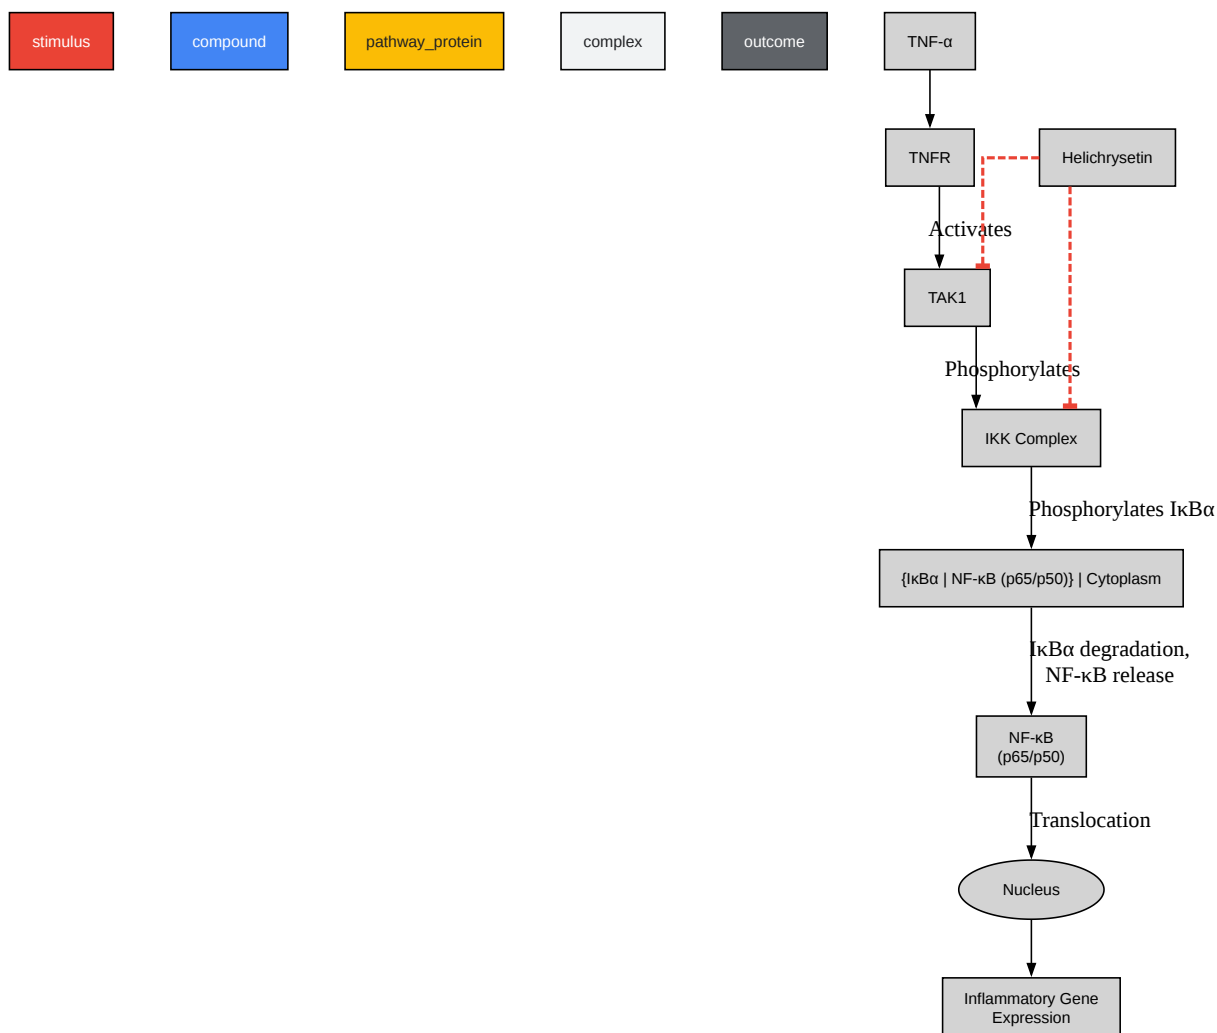 stimulus
compound
pathway_protein
complex
outcome
TNF-α
TNFR
Helichrysetin
Activates
TAK1
Phosphorylates
IKK Complex
Phosphorylates IκBα
{IκBα | NF-κB (p65/p50)} | Cytoplasm
IκBα degradation,
NF-κB release
NF-κB
(p65/p50)
Translocation
Nucleus
Inflammatory Gene
Expression